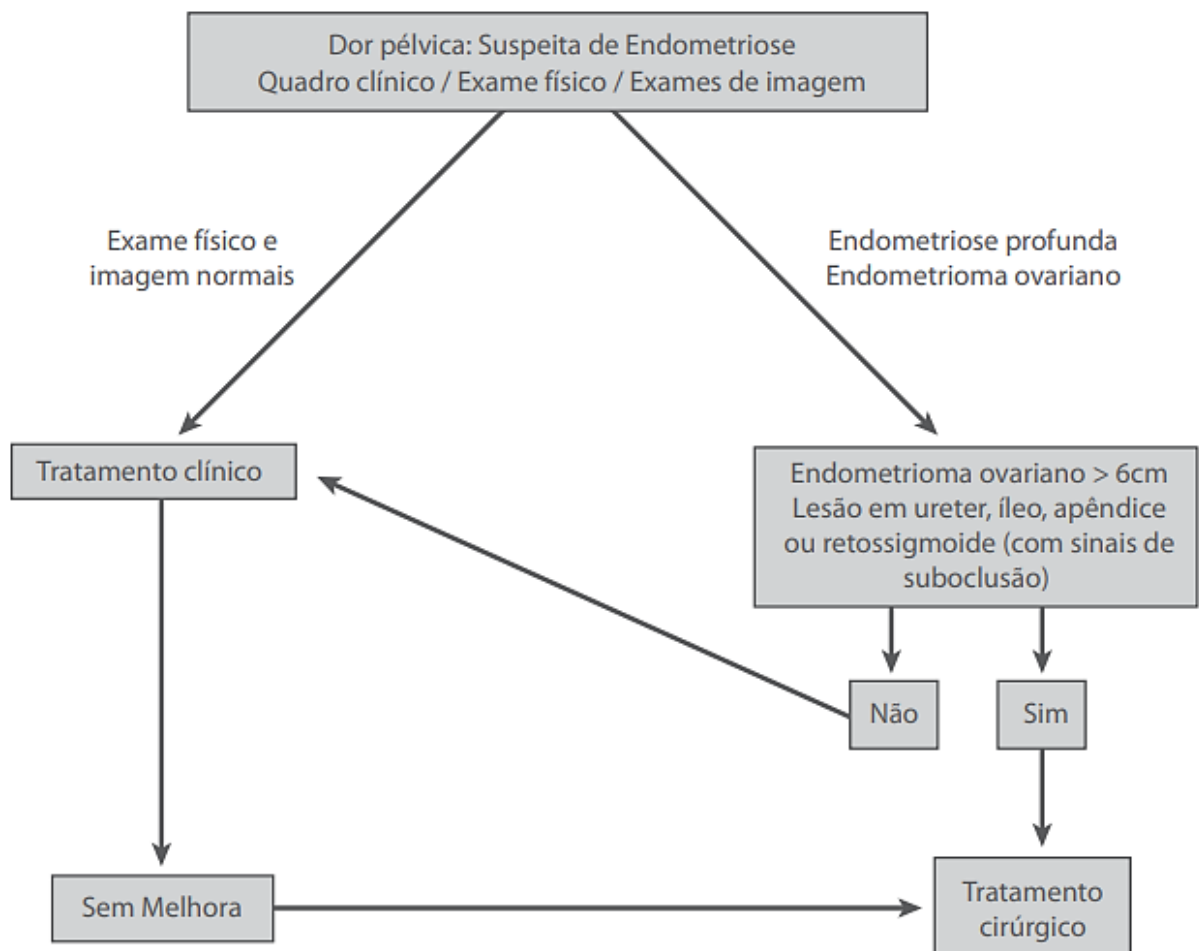 Dor pélvica: Suspeita de Endometriose
Quadro clínico / Exame físico / Exames de imagem
Exame físico e
imagem normais
Endometriose profunda
Endometrioma ovariano
Tratamento clínico
Endometrioma ovariano > 6cm
Lesão em ureter, íleo, apêndice
ou retossigmoide (com sinais de
suboclusão)
Não
Sim
Sem Melhora
Tratamento
cirúrgico